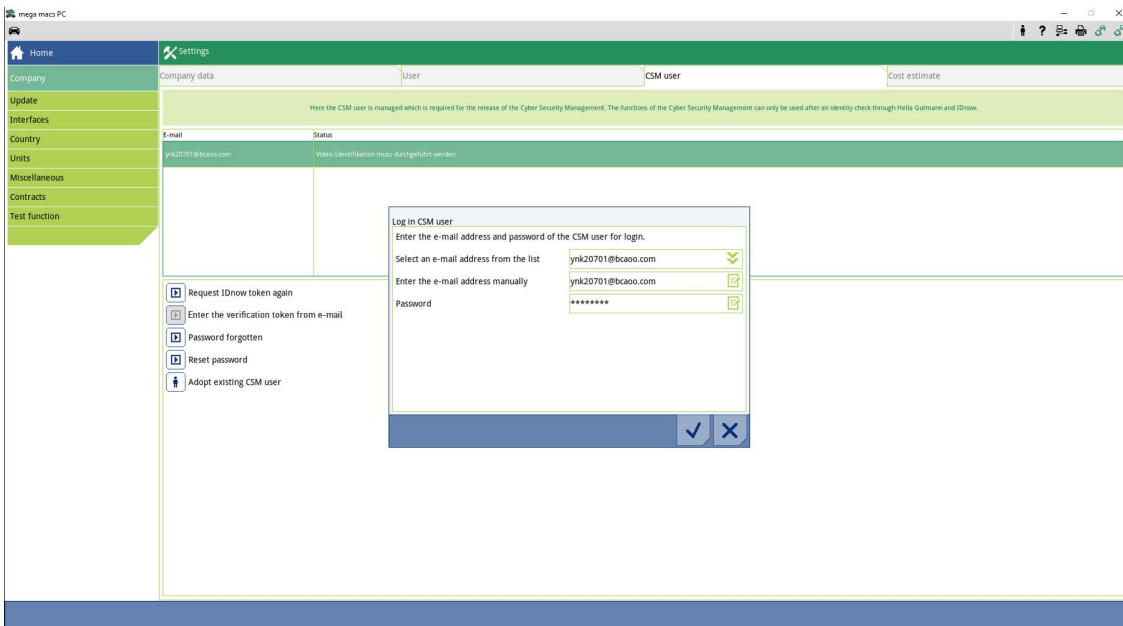 mega macs PC
Home
Settings
Company
Company data
User
CSM user
Cost estimate
Update
Interfaces
Country
Units
Miscellaneous
Contracts
Test function
Here the CSM user is managed which is required for the release of the Cyber Security Management. The functions of the Cyber Security Management can only be used after an identity check through Hella Gutmann and IDnow.
E-mail
Status
ynk20701@bcaoo.com
Video-Identifikation muss durchgeführt werden
Log in CSM user
Enter the e-mail address and password of the CSM user for login.
Select an e-mail address from the list
ynk20701@bcaoo.com
Enter the e-mail address manually
ynk20701@bcaoo.com
Password
********
Request IDnow token again
Enter the verification token from e-mail
Password forgotten
Reset password
Adopt existing CSM user